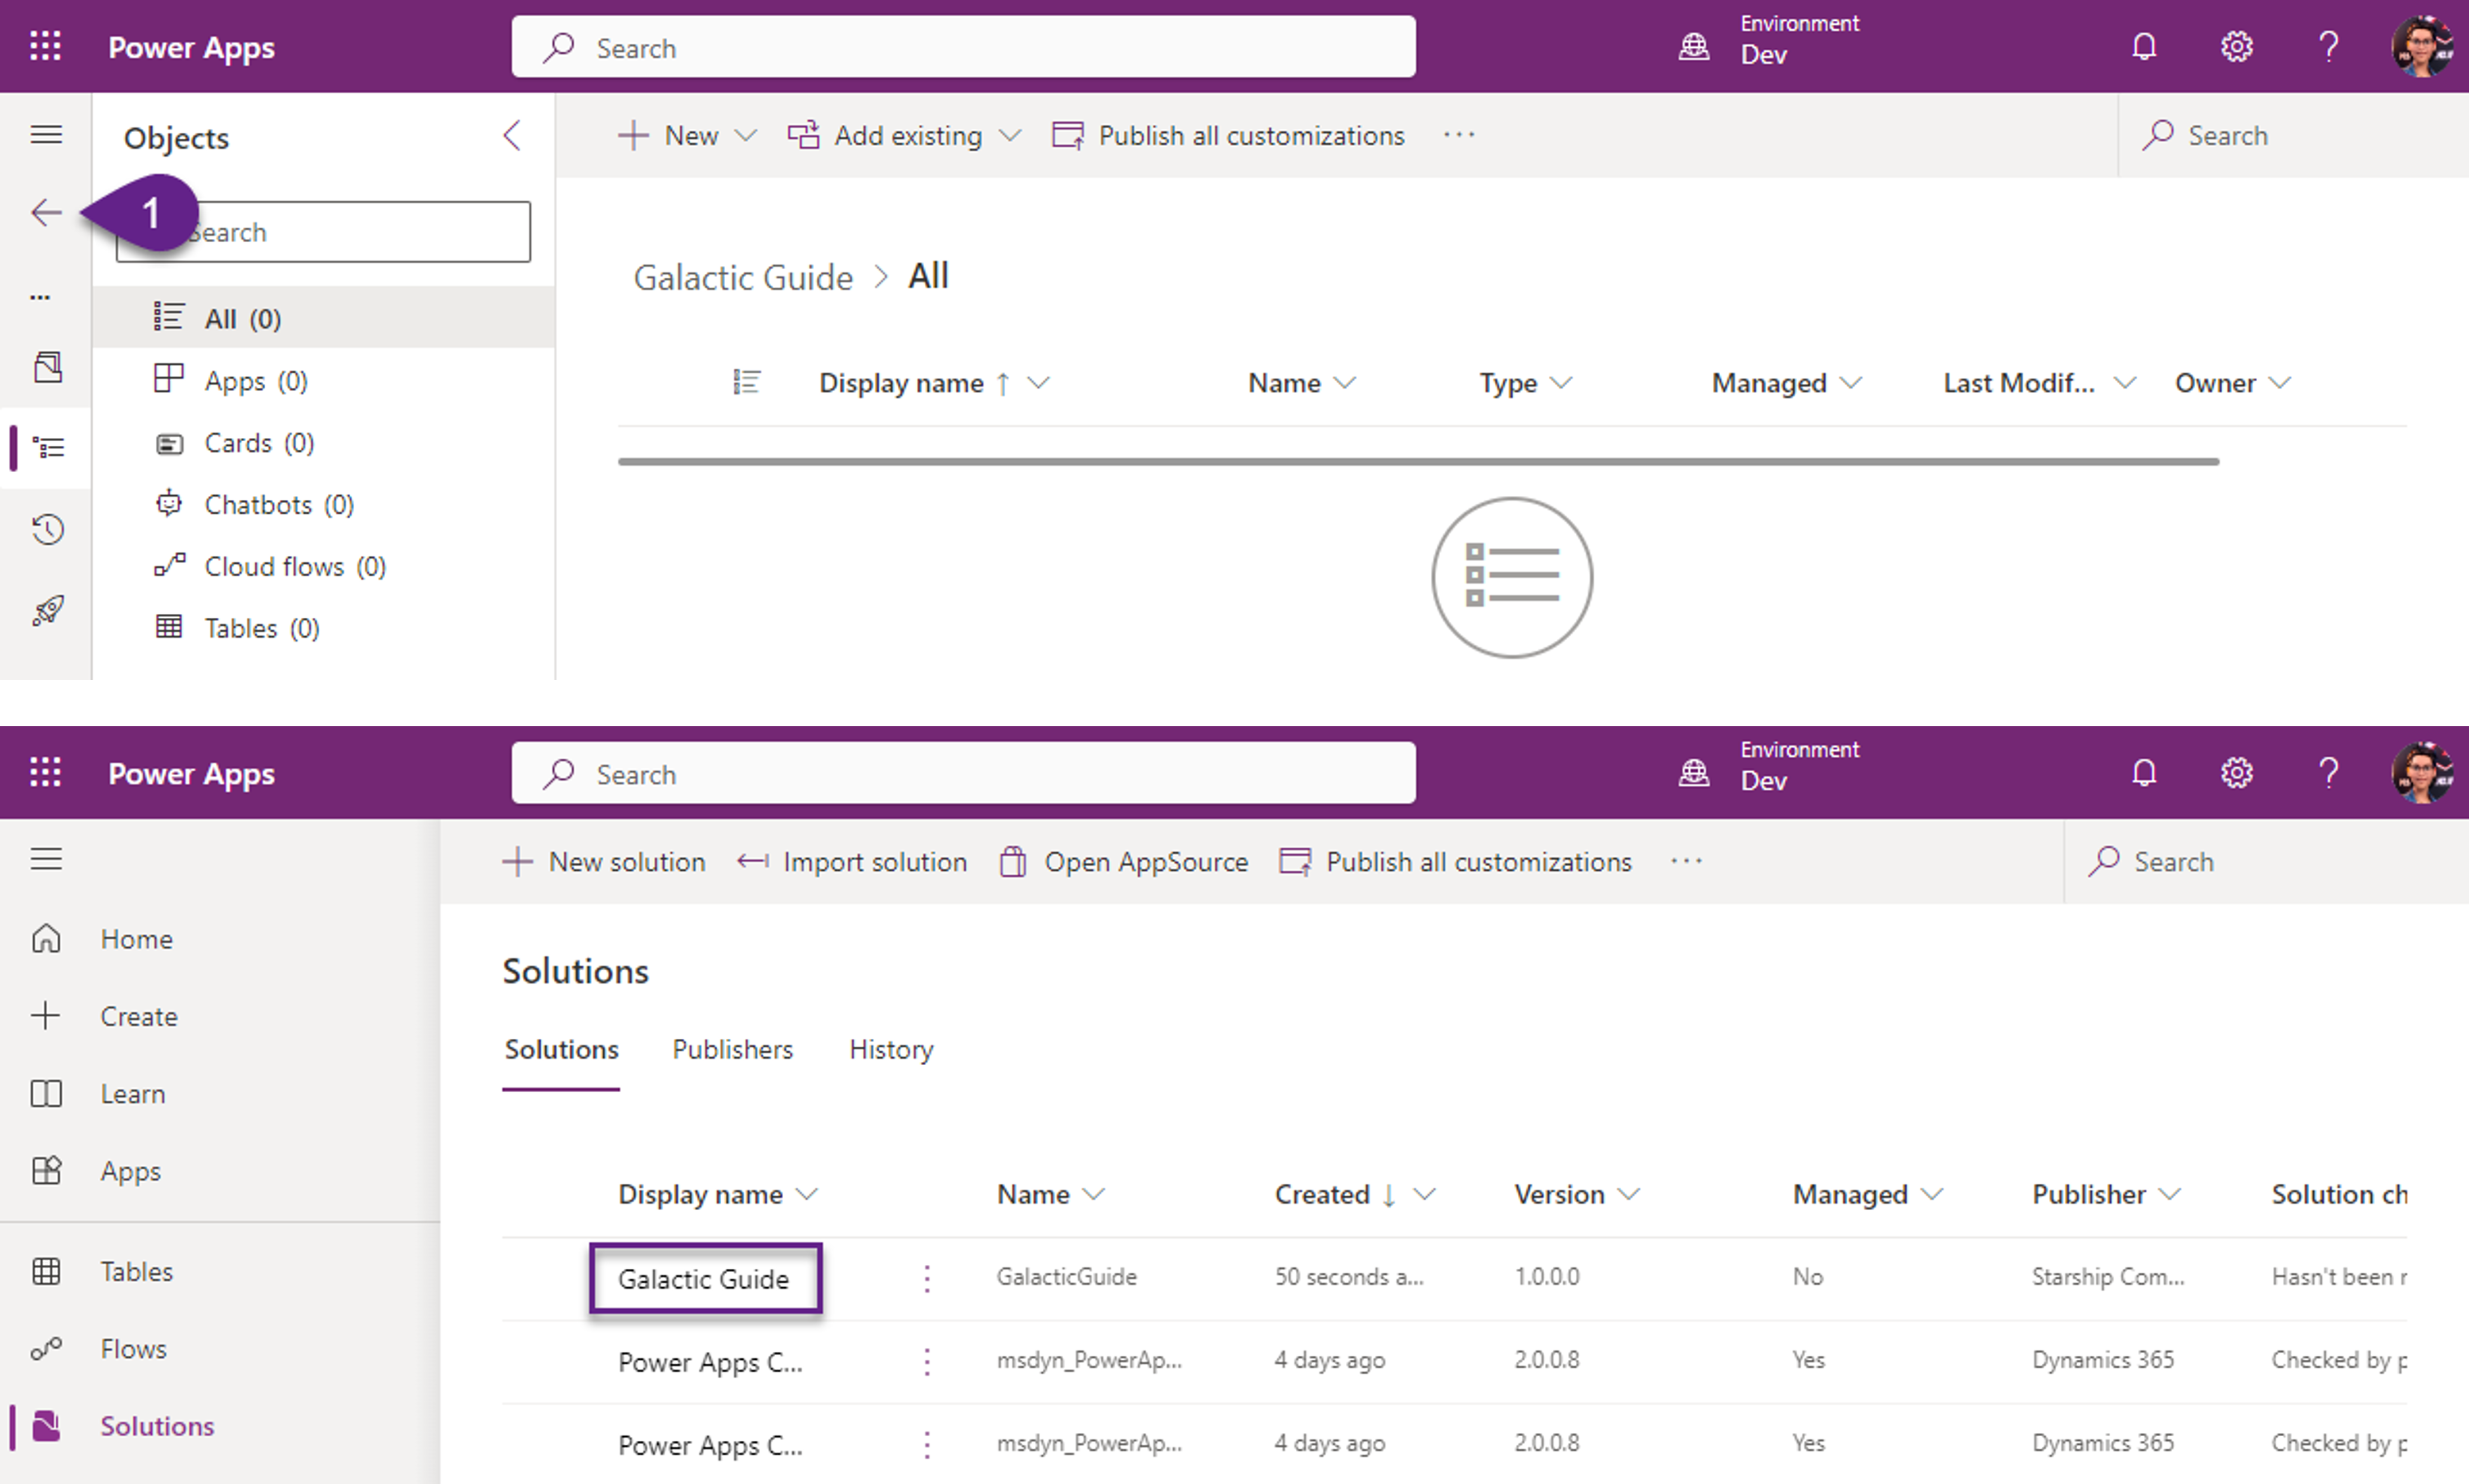 Power Apps
Search
Environment
Dev
Objects
New
Add existing
Publish all customizations
Search
1
Search
Galactic Guide > All
All (0)
Apps (0)
Cards (0)
Chatbots (0)
Cloud flows (0)
Tables (0)
Display name
Name
Type
Managed
Last Modif...
Owner
Power Apps
Search
Environment
Dev
New solution
Import solution
Open AppSource
Publish all customizations
Search
Home
Create
Learn
Apps
Tables
Flows
Solutions
Solutions
Solutions Publishers History
Display name Name Created Version Managed Publisher Solution ch
Galactic Guide GalacticGuide 50 seconds a... 1.0.0.0 No Starship Com... Hasn't been r
Power Apps C... msdyn_PowerAp... 4 days ago 2.0.0.8 Yes Dynamics 365 Checked by p
Power Apps C... msdyn_PowerAp... 4 days ago 2.0.0.8 Yes Dynamics 365 Checked by p